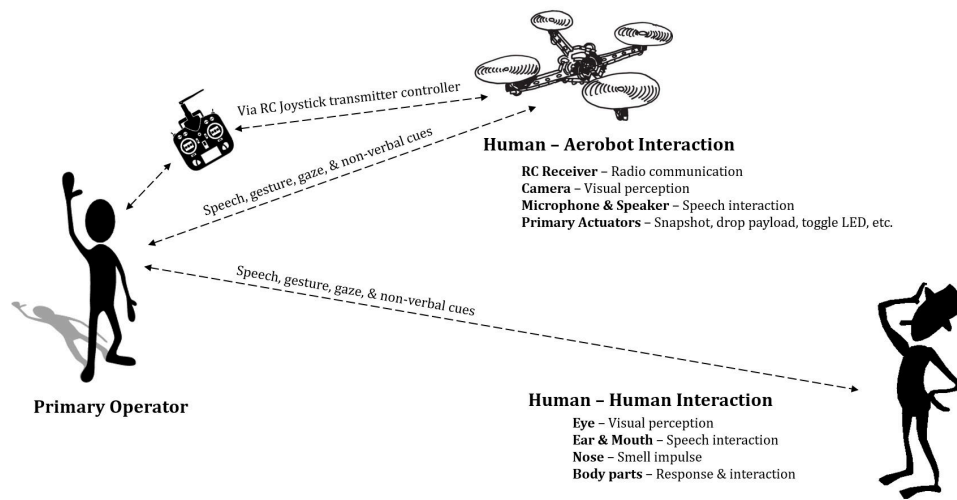 Via RC Joystick transmitter controller
Speech, gesture, gaze, & non-verbal cues
Human – Aerobot Interaction
RC Receiver – Radio communication
Camera – Visual perception
Microphone & Speaker – Speech interaction
Primary Actuators – Snapshot, drop payload, toggle LED, etc.
Speech, gesture, gaze, & non-verbal cues
Primary Operator
Human – Human Interaction
Eye – Visual perception
Ear & Mouth – Speech interaction
Nose – Smell impulse
Body parts – Response & interaction